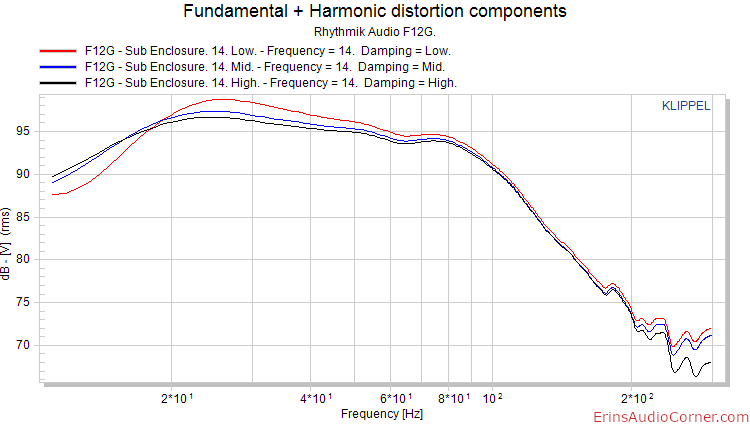 Fundamental + Harmonic distortion components
Rhythmik Audio F12G.
F12G - Sub Enclosure. 14. Low. - Frequency = 14.  Damping = Low.
F12G - Sub Enclosure. 14. Mid. - Frequency = 14.  Damping = Mid.
F12G - Sub Enclosure. 14. High. - Frequency = 14.  Damping = High.
KLIPPEL
95
90
85
80
75
70
dB - [V]  (rms)
2*10¹ 4*10¹ 6*10¹ 8*10¹ 10² 2*10²
Frequency [Hz]
ErinsAudioCorner.com